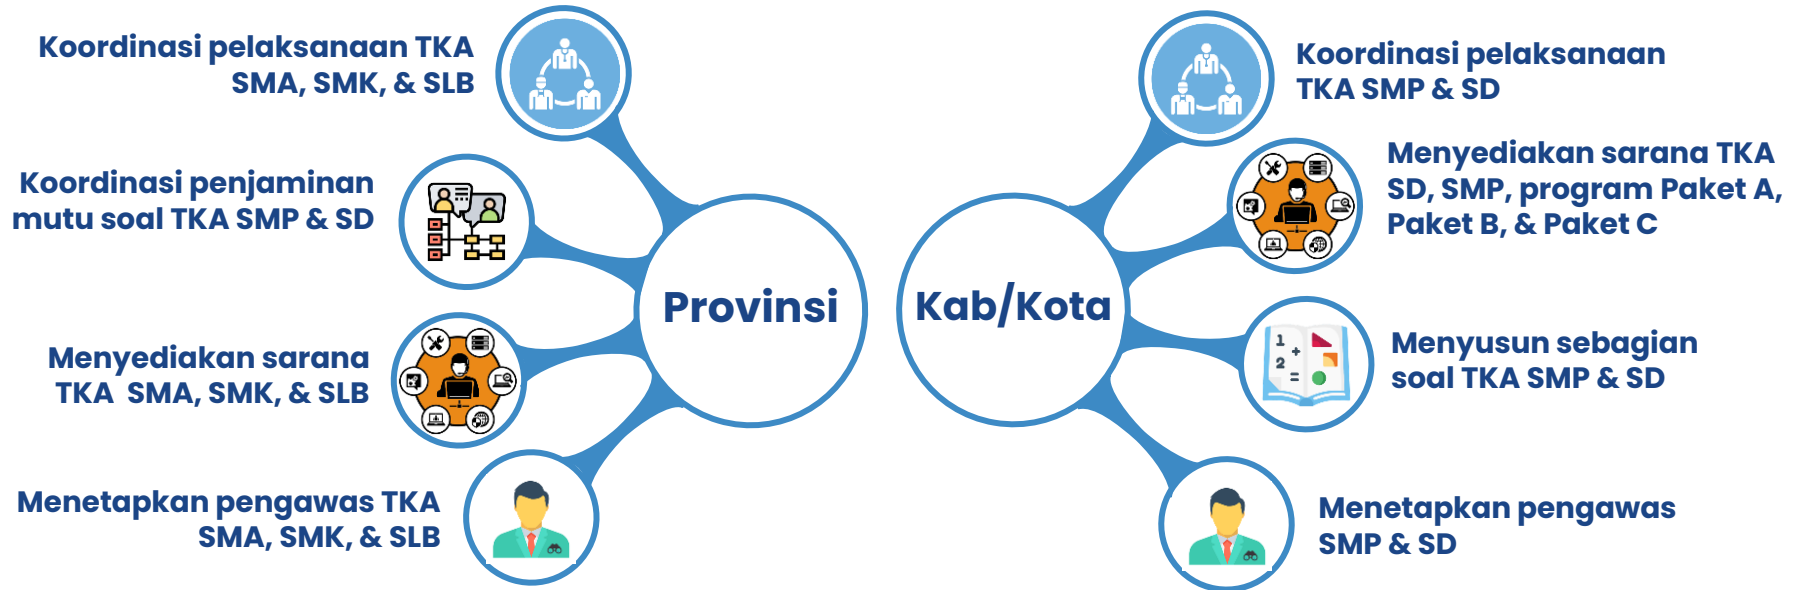 Koordinasi pelaksanaan TKA
SMA, SMK, & SLB
Koordinasi penjaminan
mutu soal TKA SMP & SD
Menyediakan sarana
TKA SMA, SMK, & SLB
Menetapkan pengawas TKA
SMA, SMK, & SLB
Provinsi
Kab/Kota
Koordinasi pelaksanaan
TKA SMP & SD
Menyediakan sarana TKA
SD, SMP, program Paket A,
Paket B, & Paket C
1
+
2
=
Menyusun sebagian
soal TKA SMP & SD
Menetapkan pengawas
SMP & SD